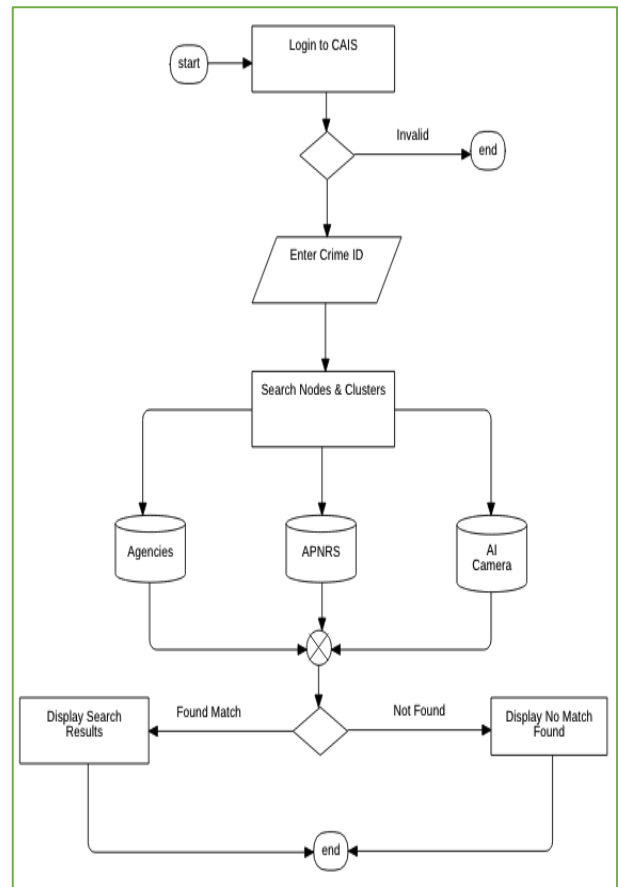 Login to CAIS
start
Invalid
end
Enter Crime ID
Search Nodes & Clusters
Agencies
APNRS
AI
Camera
Found Match
Not Found
Display Search
Results
Display No Match
Found
end